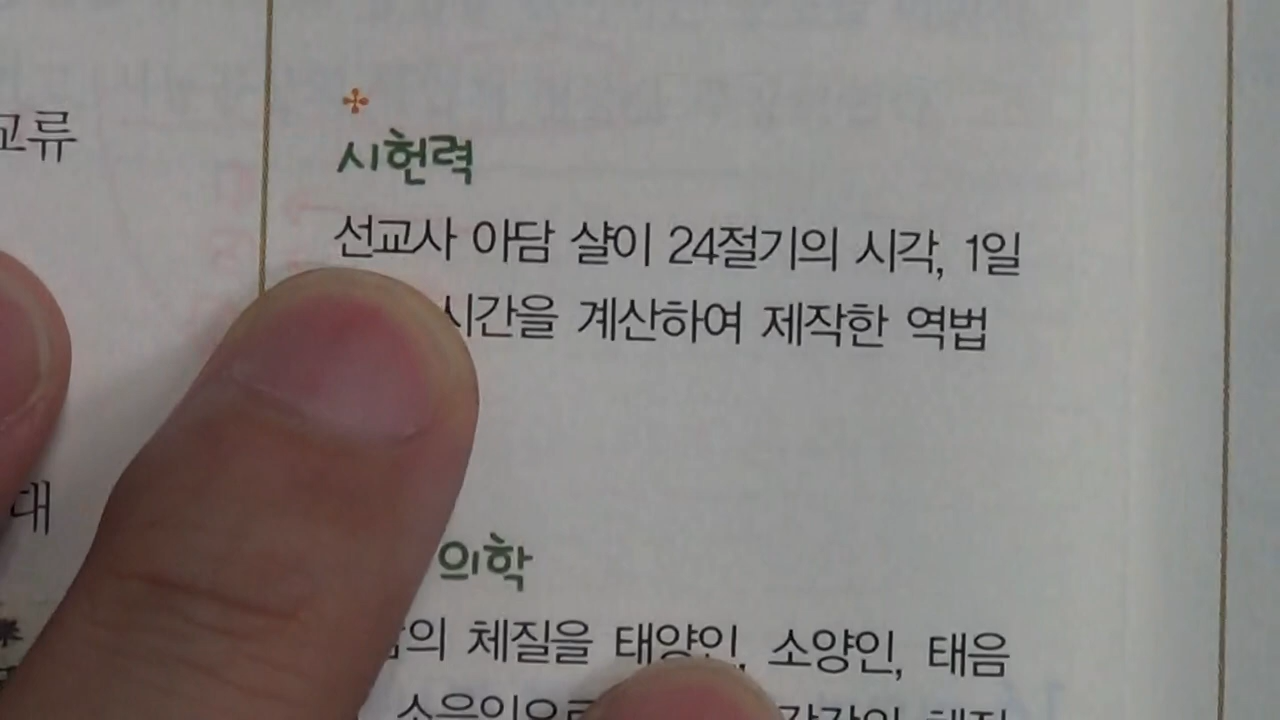 교류
시헌력
선교사 아담 샬이 24절기의 시각, 1일
시간을 계산하여 제작한 역법
대
의학
체질을 태양인, 소양인, 태음